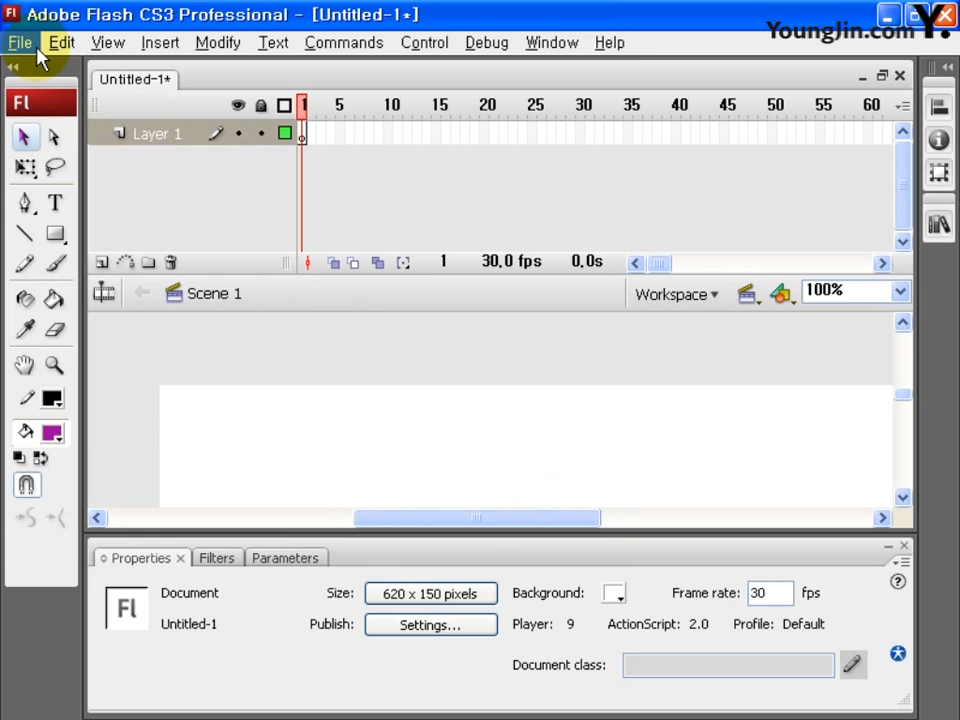 Fl Adobe Flash CS3 Professional - [Untitled-1*]
File Edit View Insert Modify Text Commands Control Debug Window Help
YoungJin.com Y.
Untitled-1*
Fl
1 5 10 15 20 25 30 35 40 45 50 55 60
Layer 1
T
1 30.0 fps 0.0s
Scene 1
Workspace
100%
Properties Filters Parameters
Fl
Document
Size: 620 x 150 pixels
Background:
Frame rate: 30 fps
Untitled-1
Publish: Settings...
Player: 9
ActionScript: 2.0
Profile: Default
Document class: